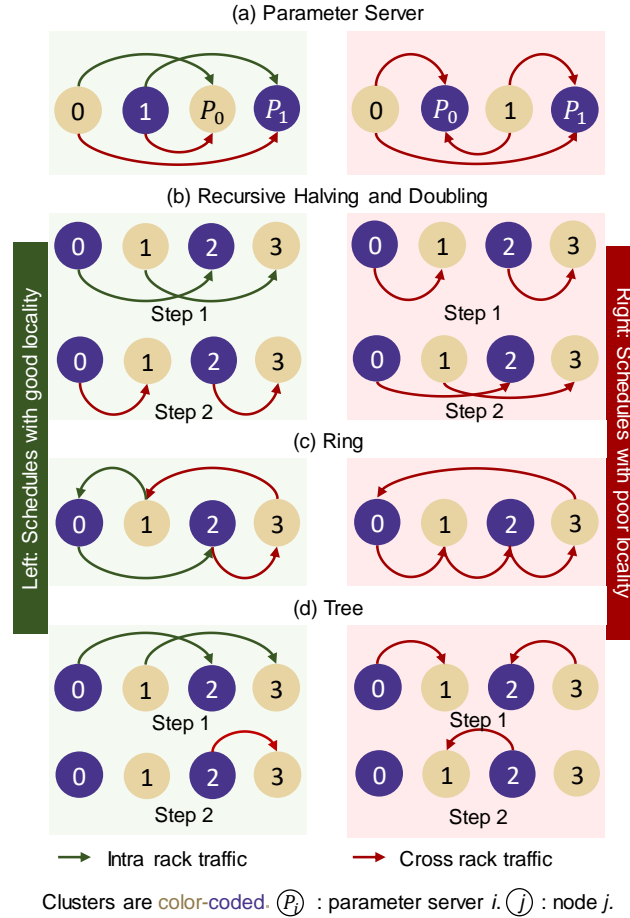 (a) Parameter Server
0 1 P0 P1
0 P0 1 P1
(b) Recursive Halving and Doubling
0 1 2 3
Step 1
0 1 2 3
Step 2
0 1 2 3
Step 1
0 1 2 3
Step 2
Left: Schedules with good locality
Right: Schedules with poor locality
(c) Ring
0 1 2 3
0 1 2 3
(d) Tree
0 1 2 3
Step 1
0 1 2 3
Step 2
0 1 2 3
Step 1
0 1 2 3
Step 2
Intra rack traffic
Cross rack traffic
Clusters are color-coded. Pi : parameter server i. j : node j.